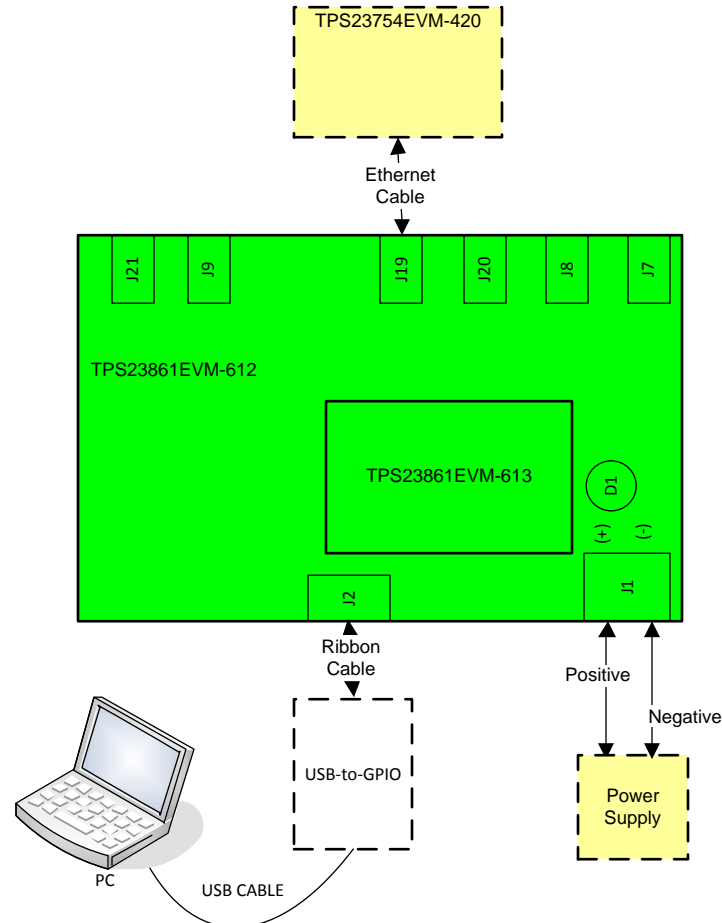 TPS23754EVM-420
Ethernet
Cable
J21
J9
J19
J20
J8
J7
TPS23861EVM-612
TPS23861EVM-613
D1
(+)
(-)
J2
J1
Ribbon
Cable
Positive
Negative
USB-to-GPIO
Power
Supply
PC
USB CABLE